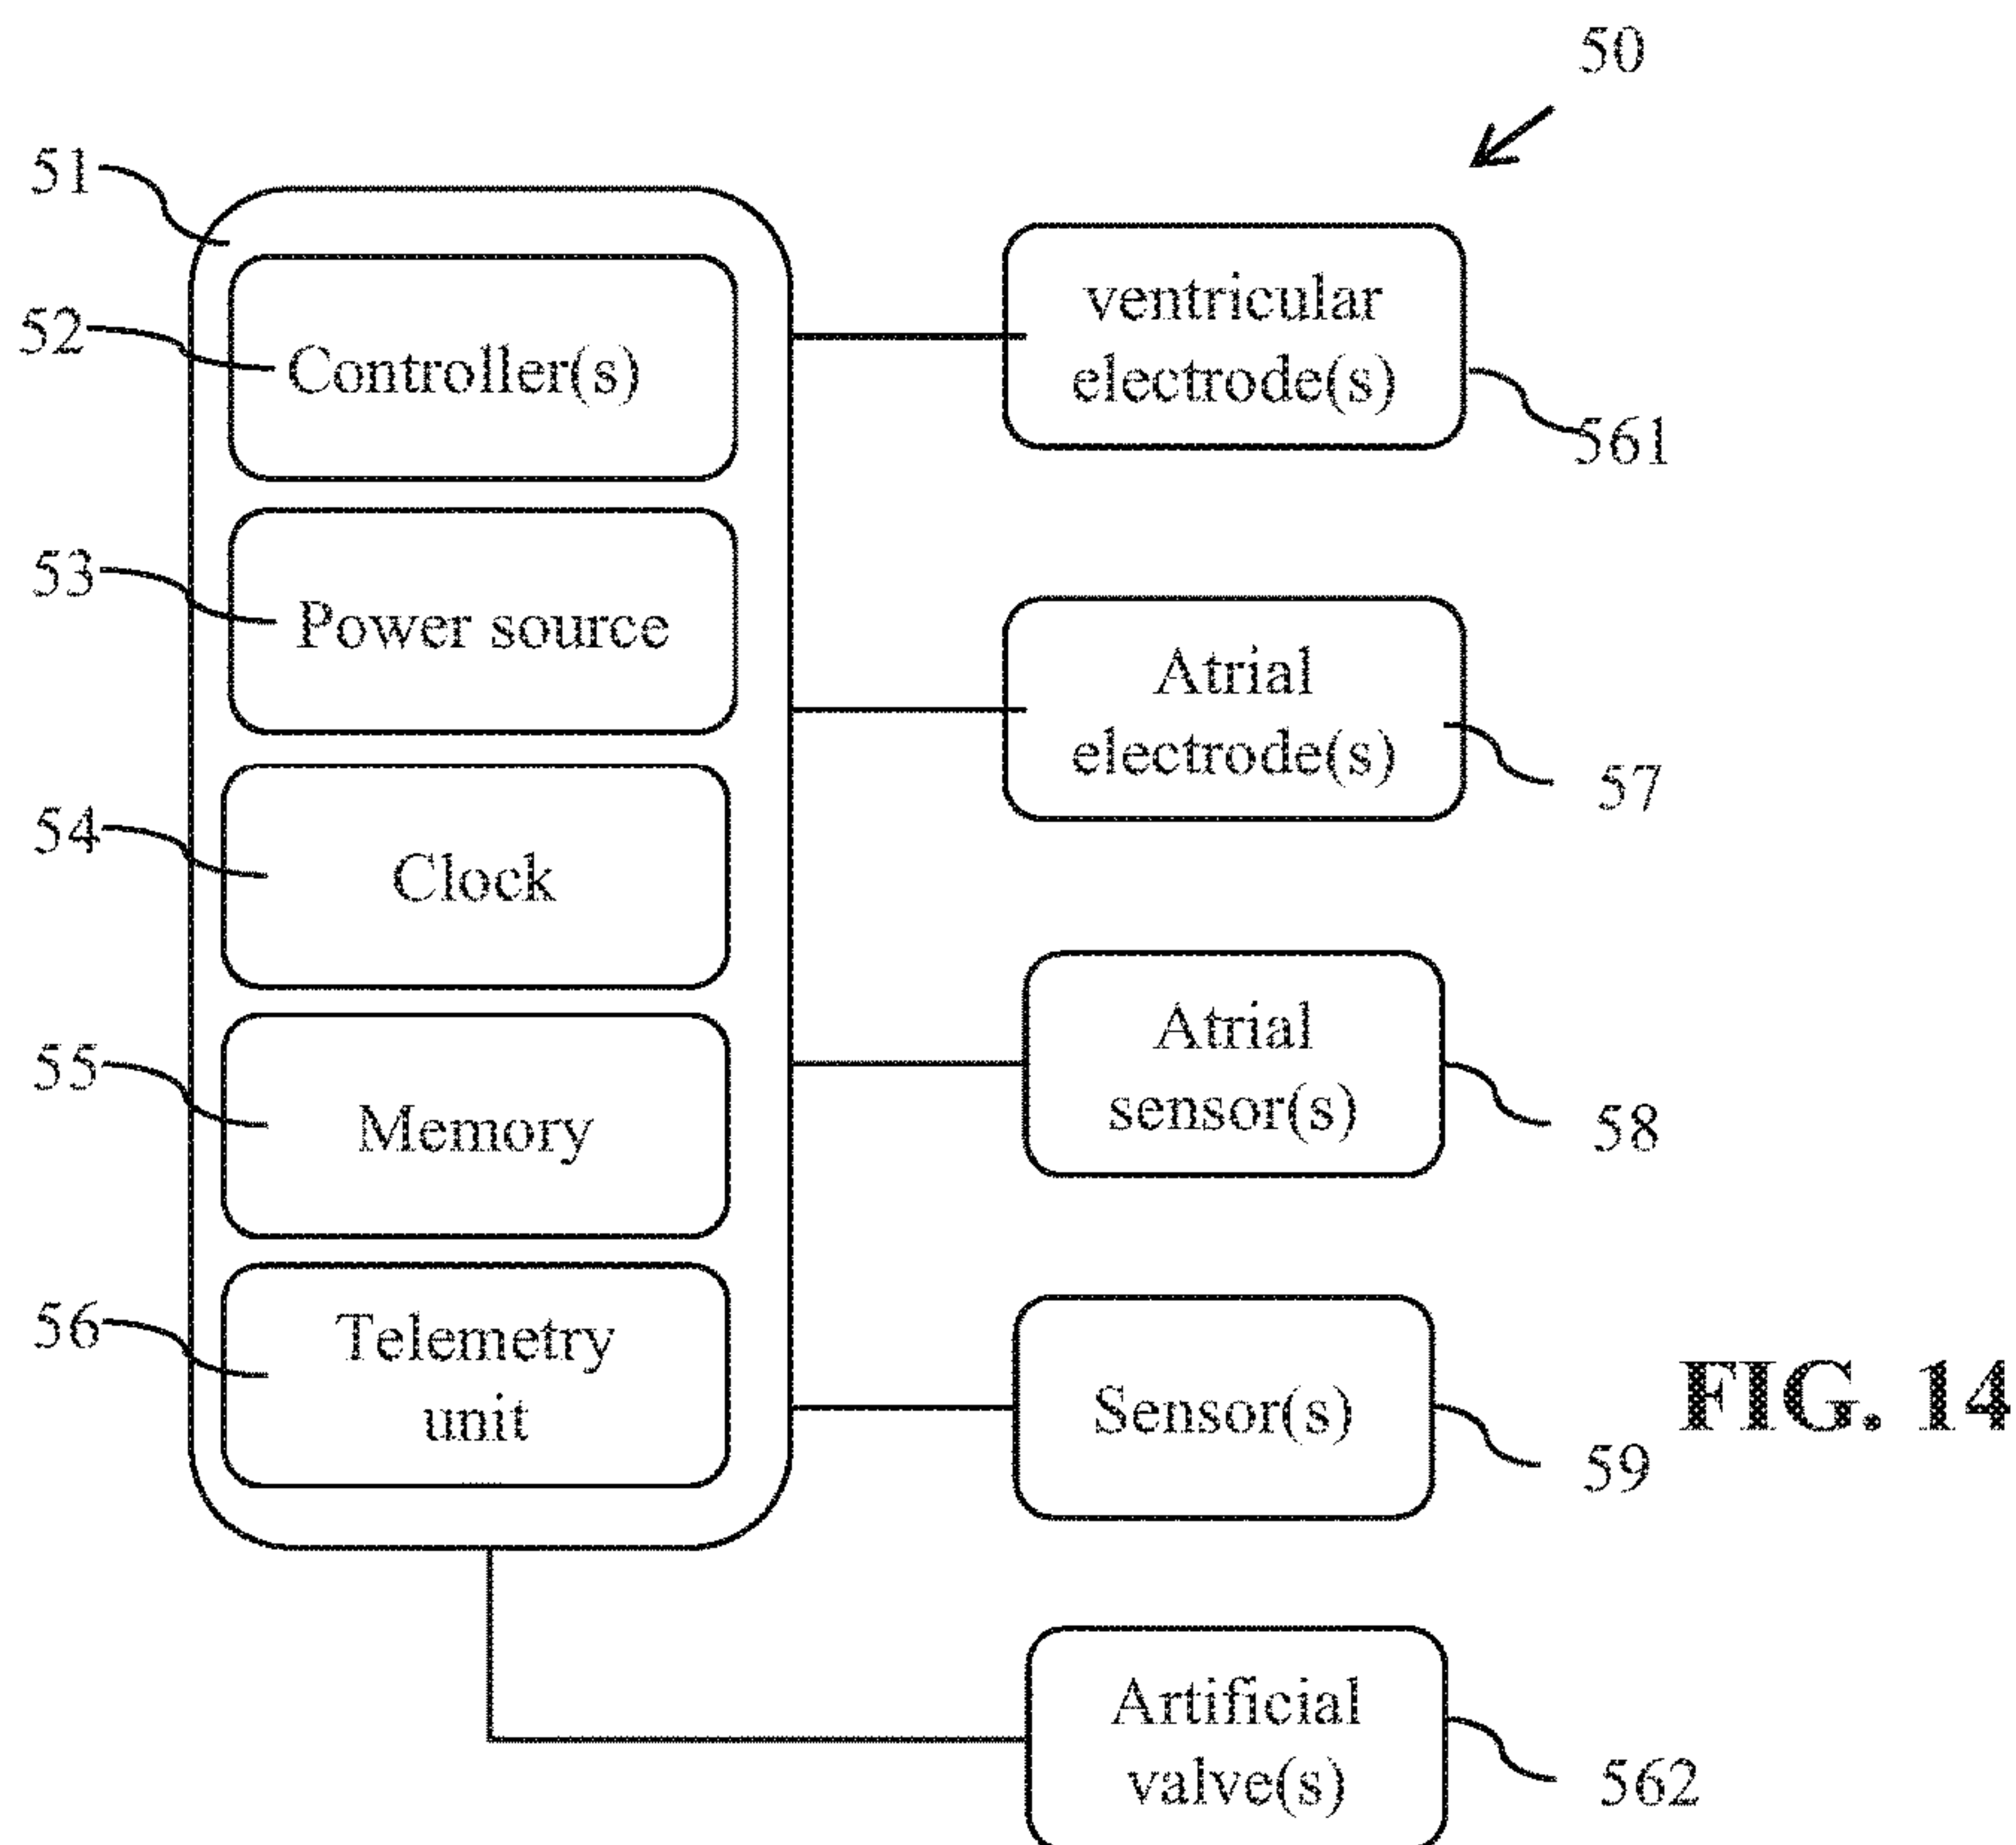 50
51
ventricular
electrode(s)
561
52
Controller(s)
53
Power source
Atrial
electrode(s)
57
54
Clock
Atrial
sensor(s)
58
55
Memory
56
Telemetry
unit
Sensor(s)
59
FIG. 14
Artificial
valve(s)
562